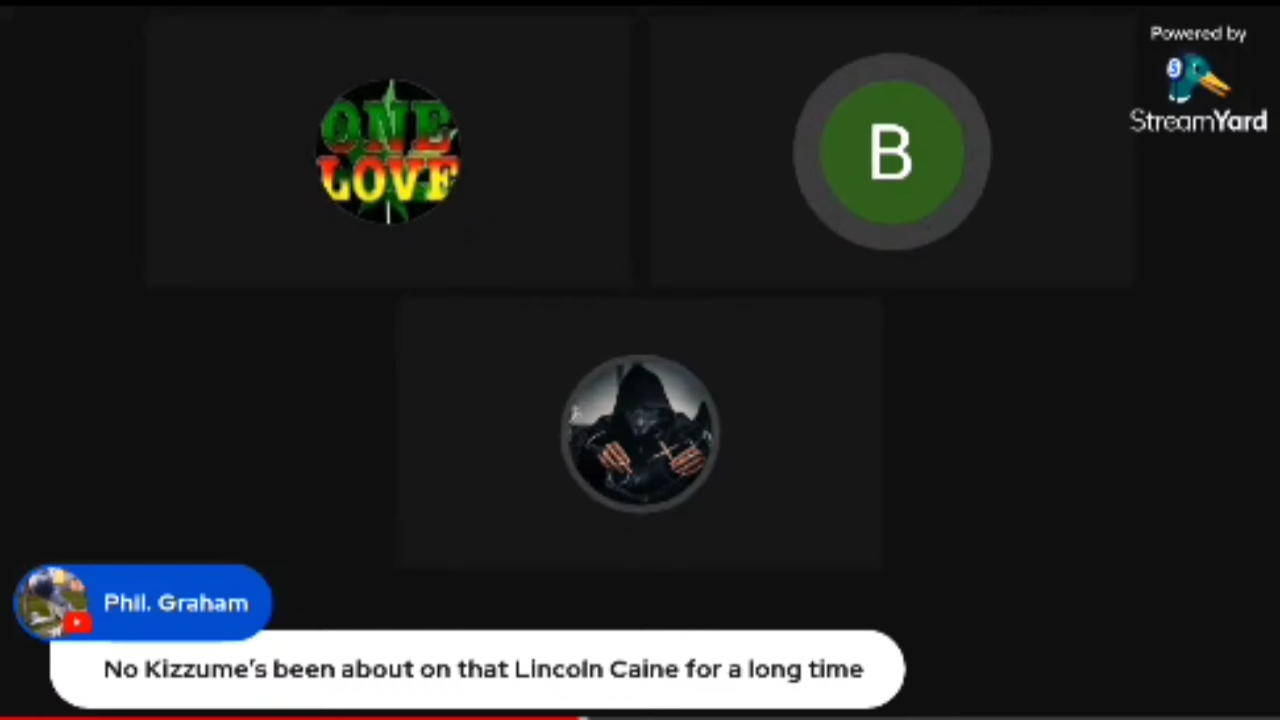 Powered by
StreamYard
ONE
LOVE
B
Phil. Graham
No Kizzume's been about on that Lincoln Caine for a long time